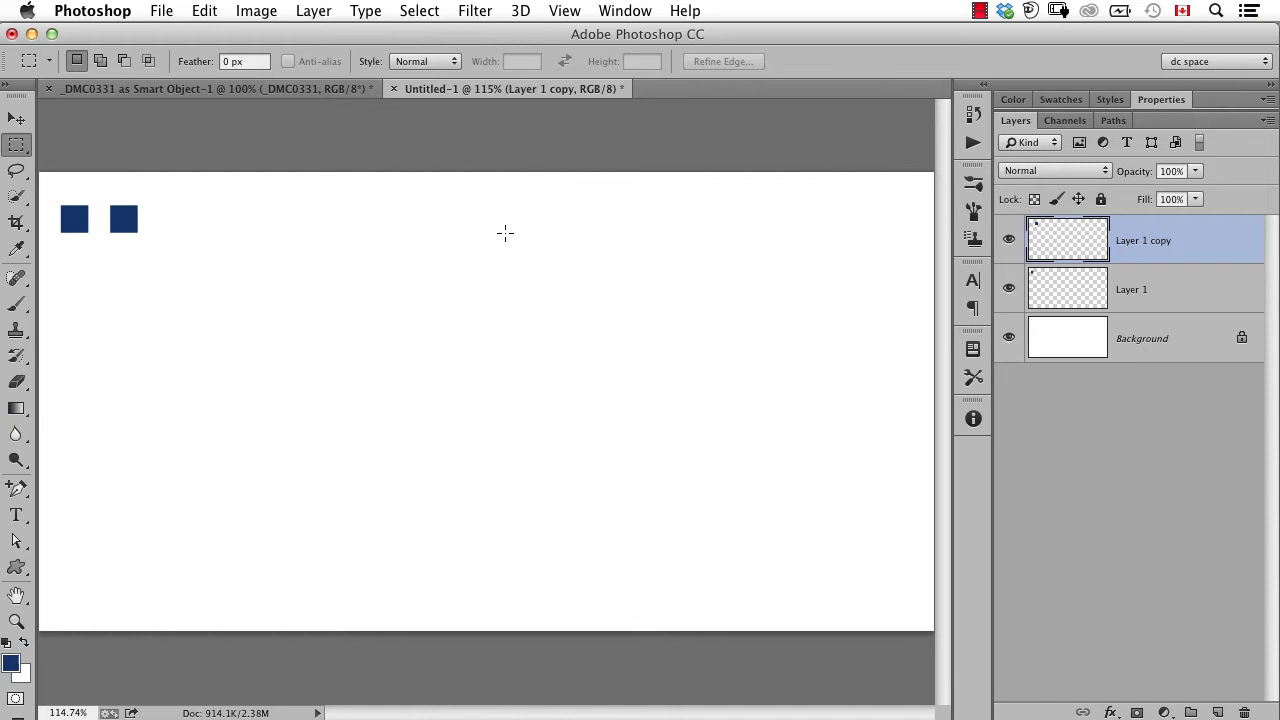 Photoshop File Edit Image Layer Type Select Filter 3D View Window Help
Adobe Photoshop CC
Feather: 0 px Anti-alias Style: Normal Width: Height: Refine Edge... dc space
_DMC0331 as Smart Object-1 @ 100% (_DMC0331, RGB/8*) * Untitled-1 @ 115% (Layer 1 copy, RGB/8) *
Color Swatches Styles Properties
Layers Channels Paths
Kind
Normal Opacity: 100%
Lock: Fill: 100%
Layer 1 copy
Layer 1
Background
114.74% Doc: 914.1K/2.38M